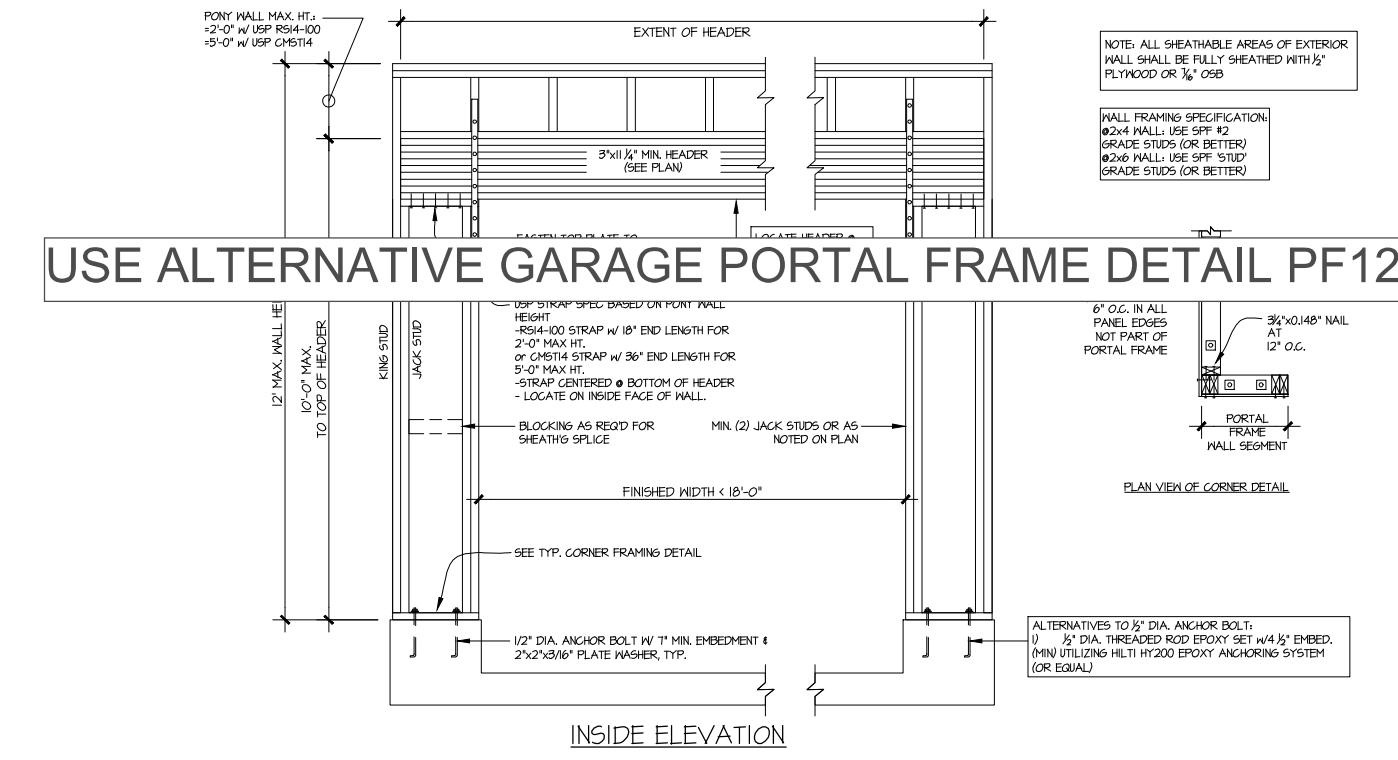 PONY WALL MAX. HT.:
=2'-0" W/ USP RS14-100
=5'-0" W/ USP CMST14
EXTENT OF HEADER
NOTE: ALL SHEATHABLE AREAS OF EXTERIOR
WALL SHALL BE FULLY SHEATHED WITH ½"
PLYWOOD OR 7/16" OSB
WALL FRAMING SPECIFICATION:
@2x4 WALL: USE SPF #2
GRADE STUDS (OR BETTER)
@2x6 WALL: USE SPF 'STUD'
GRADE STUDS (OR BETTER)
3"x11 ¼" MIN. HEADER
(SEE PLAN)
FASTEN TOP PLATE TO
LOCATE HEADER @
USE ALTERNATIVE GARAGE PORTAL FRAME DETAIL PF12
USP STRAP SPEC BASED ON PONY WALL
HEIGHT
-RS14-100 STRAP W/ 18" END LENGTH FOR
2'-0" MAX HT.
or CMST14 STRAP W/ 36" END LENGTH FOR
5'-0" MAX HT.
-STRAP CENTERED @ BOTTOM OF HEADER
- LOCATE ON INSIDE FACE OF WALL.
12' MAX. WALL HE
10'-0" MAX.
TO TOP OF HEADER
KING STUD
JACK STUD
6" O.C. IN ALL
PANEL EDGES
NOT PART OF
PORTAL FRAME
3¼"x0.148" NAIL
AT
12" O.C.
BLOCKING AS REQ'D FOR
SHEATH'G SPLICE
MIN. (2) JACK STUDS OR AS
NOTED ON PLAN
PORTAL
FRAME
WALL SEGMENT
PLAN VIEW OF CORNER DETAIL
FINISHED WIDTH < 18'-0"
SEE TYP. CORNER FRAMING DETAIL
1/2" DIA. ANCHOR BOLT W/ 7" MIN. EMBEDMENT &
2"x2"x3/16" PLATE WASHER, TYP.
ALTERNATIVES TO ½" DIA. ANCHOR BOLT:
1) ½" DIA. THREADED ROD EPOXY SET W/4 ½" EMBED.
(MIN) UTILIZING HILTI HY200 EPOXY ANCHORING SYSTEM
(OR EQUAL)
INSIDE ELEVATION